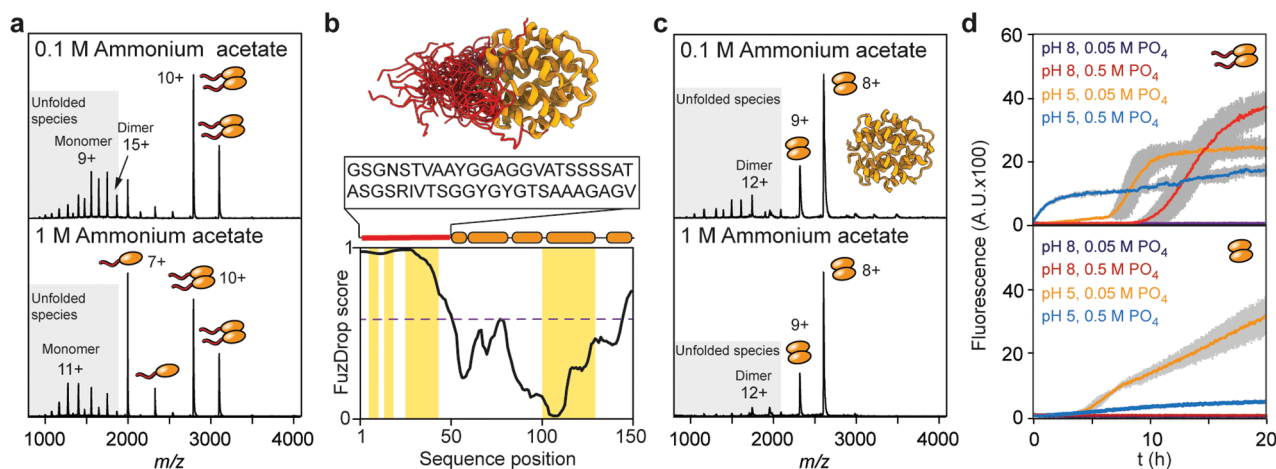 a
0.1 M Ammonium acetate
10+
Unfolded
species
Monomer
9+
Dimer
15+
1 M Ammonium acetate
7+
10+
Unfolded
species
Monomer
11+
1000 2000 3000 4000
m/z
b
GSGNSTVAAYGGAGGVATSSSSAT
ASGSRIVTSGGYGYGTSAAAGAGV
1
FuzDrop score
0
1 50 100 150
Sequence position
c
0.1 M Ammonium acetate
8+
Unfolded species
9+
Dimer
12+
1 M Ammonium acetate
8+
9+
Unfolded species
Dimer
12+
1000 2000 3000 4000
m/z
d
pH 8, 0.05 M PO4
pH 8, 0.5 M PO4
pH 5, 0.05 M PO4
pH 5, 0.5 M PO4
60
40
20
0
pH 8, 0.05 M PO4
pH 8, 0.5 M PO4
pH 5, 0.05 M PO4
pH 5, 0.5 M PO4
60
40
20
0
Fluorescence (A.U.x100)
0 10 20
t (h)